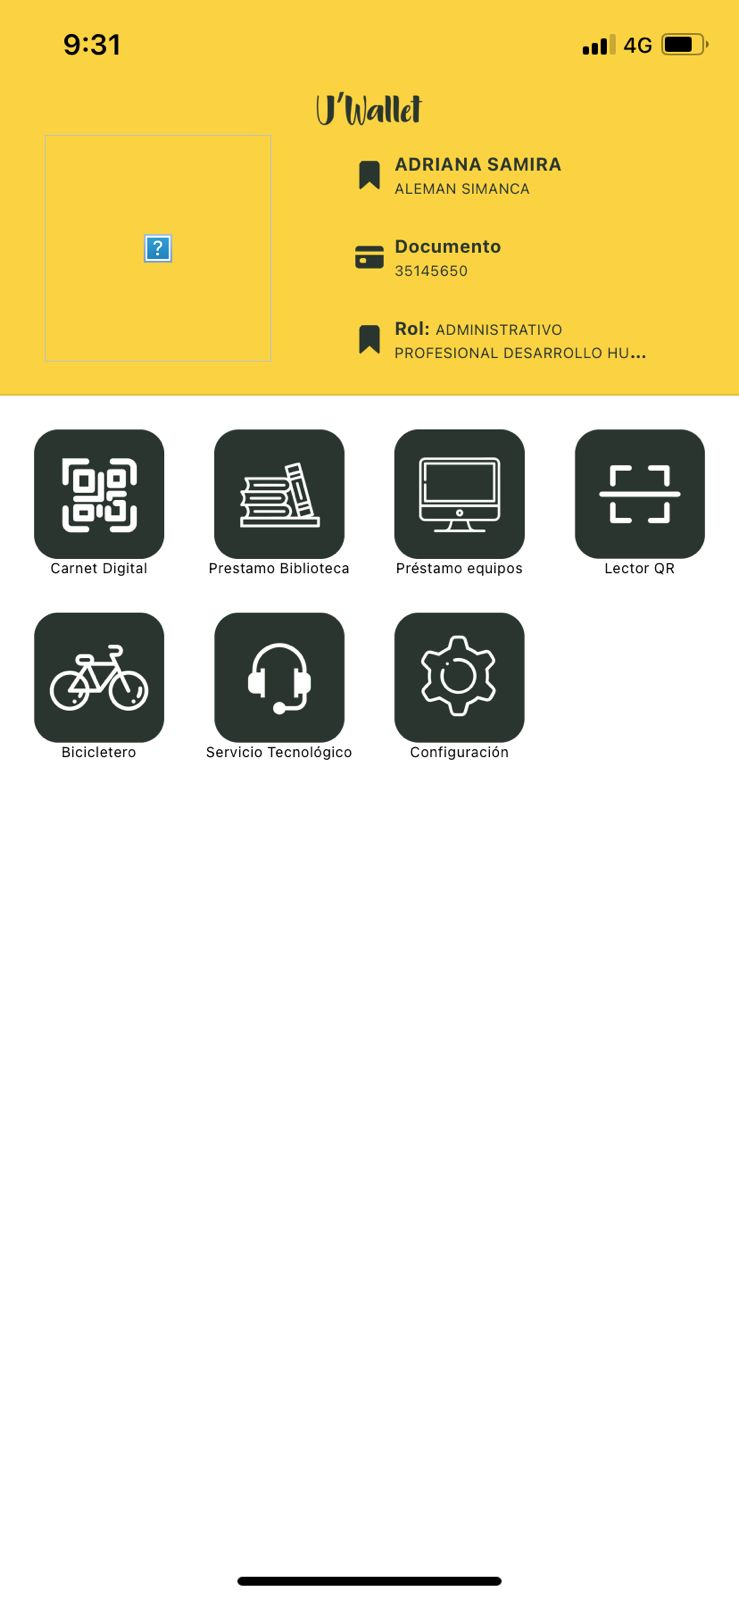 9:31
4G
U'Wallet
?
ADRIANA SAMIRA
ALEMAN SIMANCA
Documento
35145650
Rol: ADMINISTRATIVO
PROFESIONAL DESARROLLO HU...
Carnet Digital
Prestamo Biblioteca
Préstamo equipos
Lector QR
Bicicletero
Servicio Tecnológico
Configuración